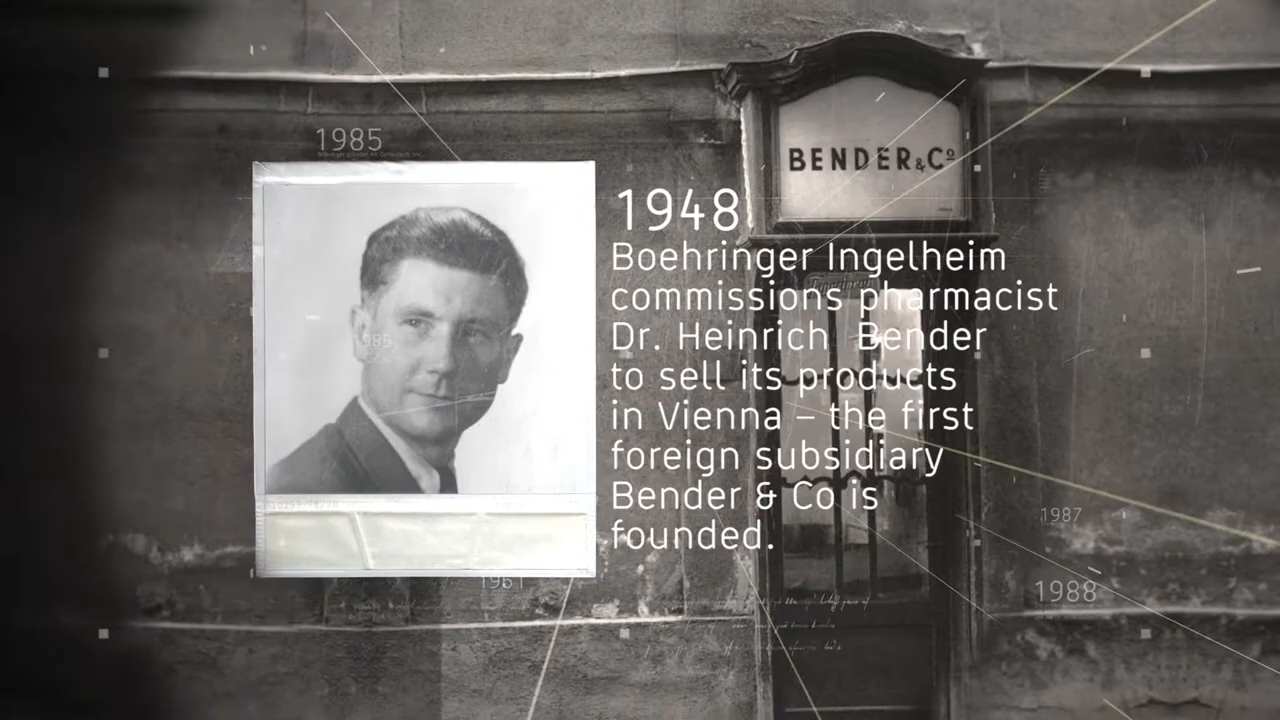 1985
BENDER & Cº
1948
Boehringer Ingelheim
commissions pharmacist
Dr. Heinrich Bender
to sell its products
in Vienna – the first
foreign subsidiary
Bender & Co is
founded.
1985
1987
1961
1988